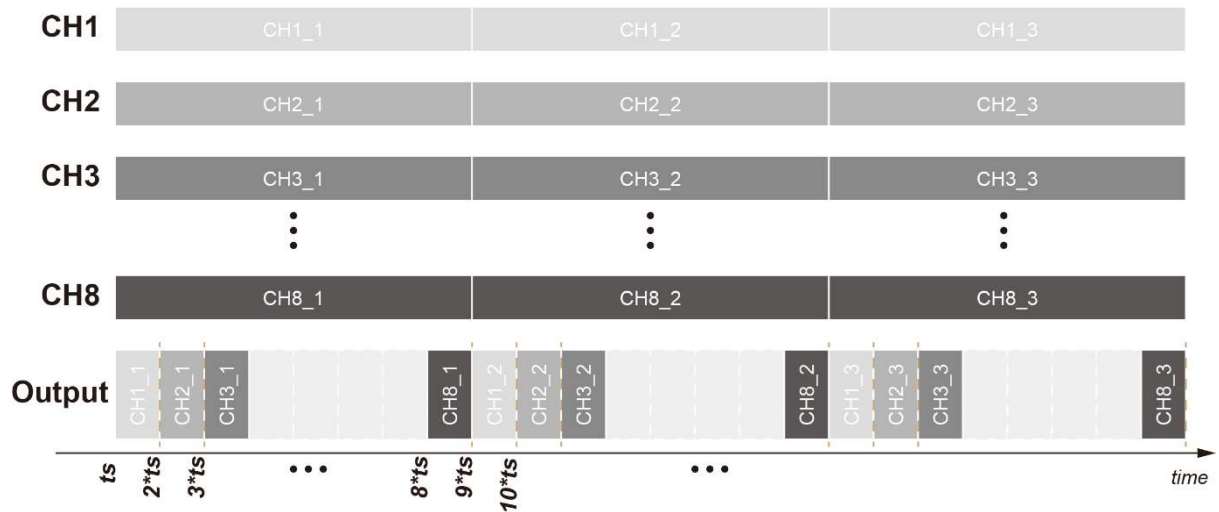 CH1 CH1_1 CH1_2 CH1_3
CH2 CH2_1 CH2_2 CH2_3
CH3 CH3_1 CH3_2 CH3_3
CH8 CH8_1 CH8_2 CH8_3
Output CH1_1 CH2_1 CH3_1 CH8_1 CH1_2 CH2_2 CH3_2 CH8_2 CH1_3 CH2_3 CH3_3 CH8_3
ts 2*ts 3*ts 8*ts 9*ts 10*ts time